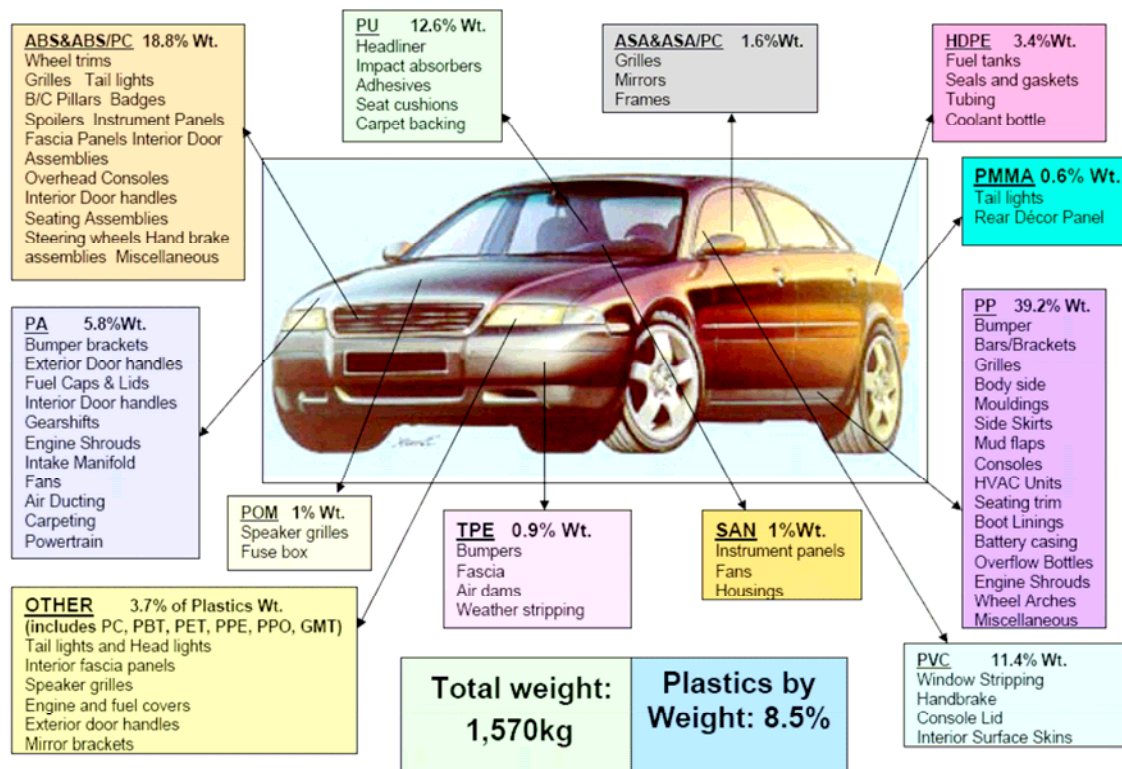 ABS&ABS/PC 18.8% Wt.
Wheel trims
Grilles Tail lights
B/C Pillars Badges
Spoilers Instrument Panels
Fascia Panels Interior Door
Assemblies
Overhead Consoles
Interior Door handles
Seating Assemblies
Steering wheels Hand brake
assemblies Miscellaneous
PU 12.6% Wt.
Headliner
Impact absorbers
Adhesives
Seat cushions
Carpet backing
ASA&ASA/PC 1.6%Wt.
Grilles
Mirrors
Frames
HDPE 3.4%Wt.
Fuel tanks
Seals and gaskets
Tubing
Coolant bottle
PMMA 0.6% Wt.
Tail lights
Rear Décor Panel
PA 5.8%Wt.
Bumper brackets
Exterior Door handles
Fuel Caps & Lids
Interior Door handles
Gearshifts
Engine Shrouds
Intake Manifold
Fans
Air Ducting
Carpeting
Powertrain
PP 39.2% Wt.
Bumper
Bars/Brackets
Grilles
Body side
Mouldings
Side Skirts
Mud flaps
Consoles
HVAC Units
Seating trim
Boot Linings
Battery casing
Overflow Bottles
Engine Shrouds
Wheel Arches
Miscellaneous
POM 1% Wt.
Speaker grilles
Fuse box
TPE 0.9% Wt.
Bumpers
Fascia
Air dams
Weather stripping
SAN 1%Wt.
Instrument panels
Fans
Housings
OTHER 3.7% of Plastics Wt.
(includes PC, PBT, PET, PPE, PPO, GMT)
Tail lights and Head lights
Interior fascia panels
Speaker grilles
Engine and fuel covers
Exterior door handles
Mirror brackets
PVC 11.4% Wt.
Window Stripping
Handbrake
Console Lid
Interior Surface Skins
Total weight:
1,570kg
Plastics by
Weight: 8.5%